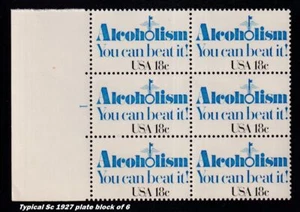 Alcoholism Alcoholism
You can beat it! You can beat it!
USA 18c USA 18c
1
Alcoholism Alcoholism
You can beat it! You can beat it!
USA 18c USA 18c
Alcoholism Alcoholism
You can beat it! You can beat it!
USA 18c USA 18c
Typical Sc 1927 plate block of 6